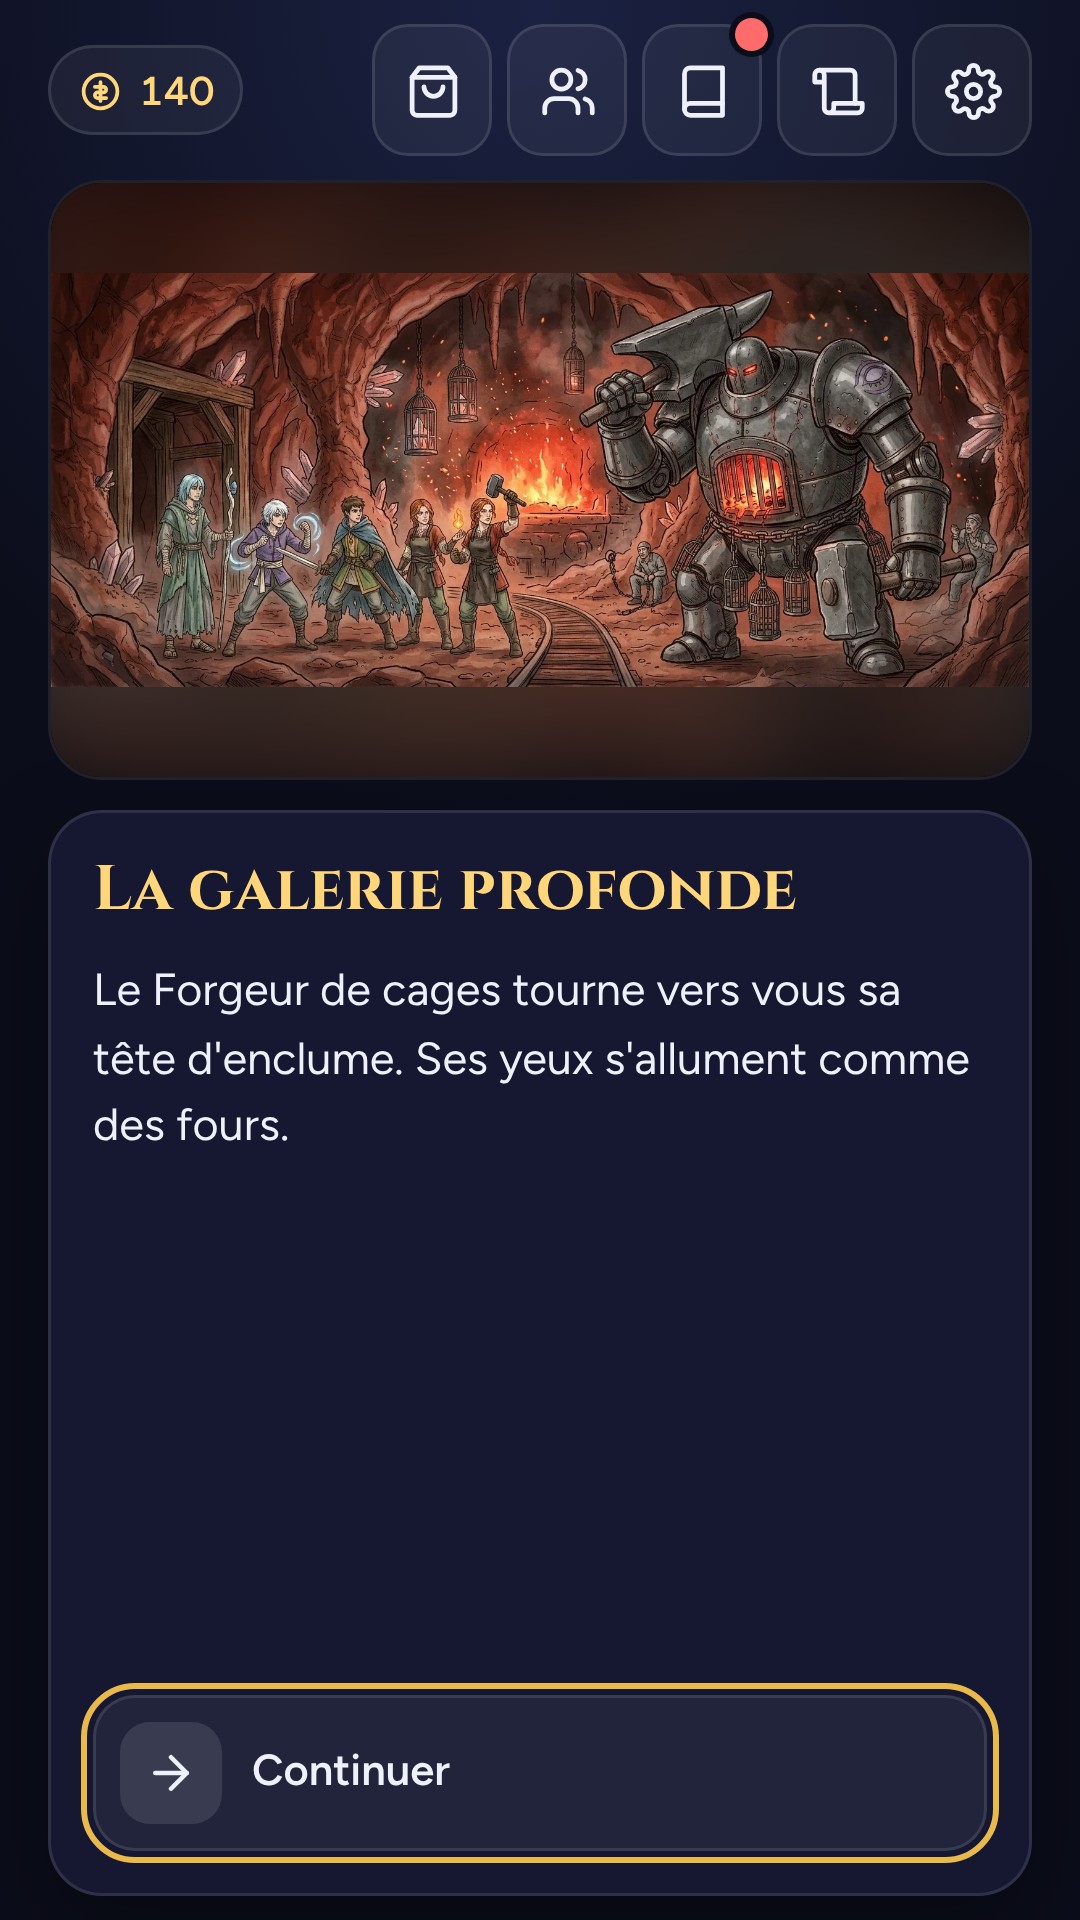 140
La galerie profonde
Le Forgeur de cages tourne vers vous sa
tête d'enclume. Ses yeux s'allument comme
des fours.
Continuer